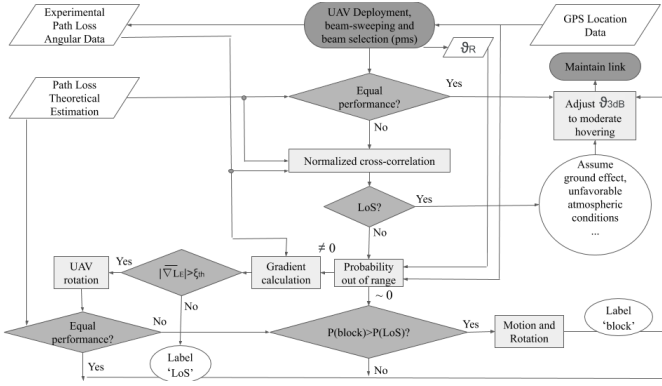 Experimental
Path Loss
Angular Data
UAV Deployment,
beam-sweeping and
beam selection (pms)
GPS Location
Data
ϑR
Maintain link
Path Loss
Theoretical
Estimation
Equal
performance?
Yes
Adjust ϑ3dB
to moderate
hovering
No
Normalized cross-correlation
Assume
ground effect,
unfavorable
atmospheric
conditions
...
LoS?
Yes
No
≠ 0
UAV
rotation
Yes
|∇LE|>ξth
Gradient
calculation
Probability
out of range
No
~ 0
Equal
performance?
No
P(block)>P(LoS)?
Yes
Motion and
Rotation
Label
'block'
Yes
Label
'LoS'
No